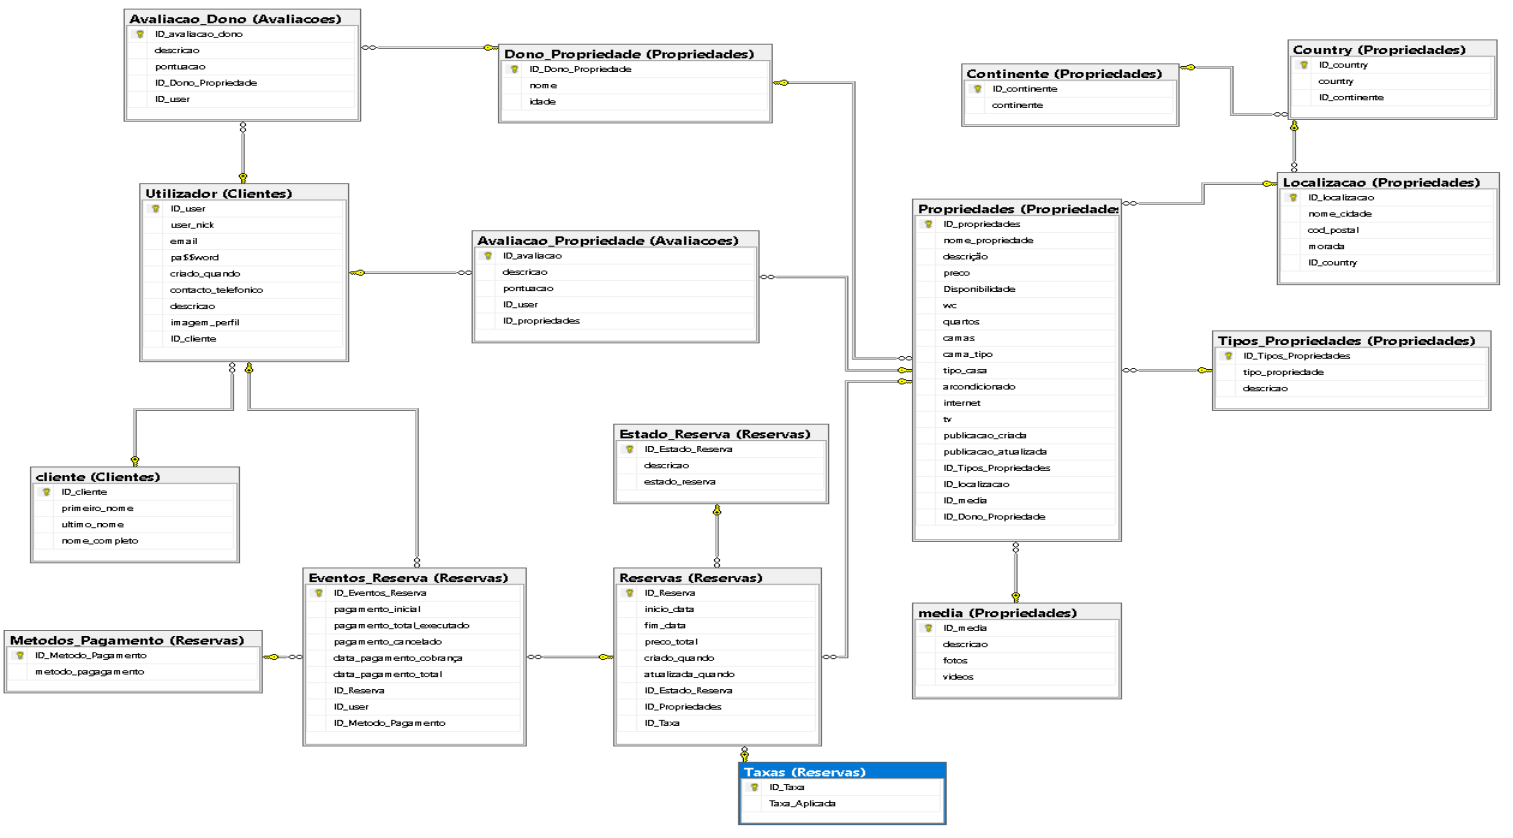 Avaliacao_Dono (Avaliacoes)
ID_avaliacao_dono
descricao
pontuacao
ID_Dono_Propriedade
ID_user
Dono_Propriedade (Propriedades)
ID_Dono_Propriedade
nome
idade
Continente (Propriedades)
ID_continente
continente
Country (Propriedades)
ID_country
country
ID_continente
Utilizador (Clientes)
ID_user
user_nick
email
pa$$word
criado_quando
contacto_telefonico
descricao
imagem_perfil
ID_cliente
Avaliacao_Propriedade (Avaliacoes)
ID_avaliacao
descricao
pontuacao
ID_user
ID_propriedades
Propriedades (Propriedades
ID_propriedades
nome_propriedade
descrição
preco
Disponibilidade
wc
quartos
camas
cama_tipo
tipo_casa
arcondicionado
internet
tv
publicacao_criada
publicacao_atualizada
ID_Tipos_Propriedades
ID_localizacao
ID_media
ID_Dono_Propriedade
Localizacao (Propriedades)
ID_localizacao
nome_cidade
cod_postal
morada
ID_country
Tipos_Propriedades (Propriedades)
ID_Tipos_Propriedades
tipo_propriedade
descricao
cliente (Clientes)
ID_cliente
primeiro_nome
ultimo_nome
nome_completo
Estado_Reserva (Reservas)
ID_Estado_Reserva
descricao
estado_reserva
Metodos_Pagamento (Reservas)
ID_Metodo_Pagamento
metodo_pagagamento
Eventos_Reserva (Reservas)
ID_Eventos_Reserva
pagamento_inicial
pagamento_total_executado
pagamento_cancelado
data_pagamento_cobrança
data_pagamento_total
ID_Reserva
ID_user
ID_Metodo_Pagamento
Reservas (Reservas)
ID_Reserva
inicio_data
fim_data
preco_total
criado_quando
atualizada_quando
ID_Estado_Reserva
ID_Propriedades
ID_Taxa
media (Propriedades)
ID_media
descricao
fotos
videos
Taxas (Reservas)
ID_Taxa
Taxa_Aplicada